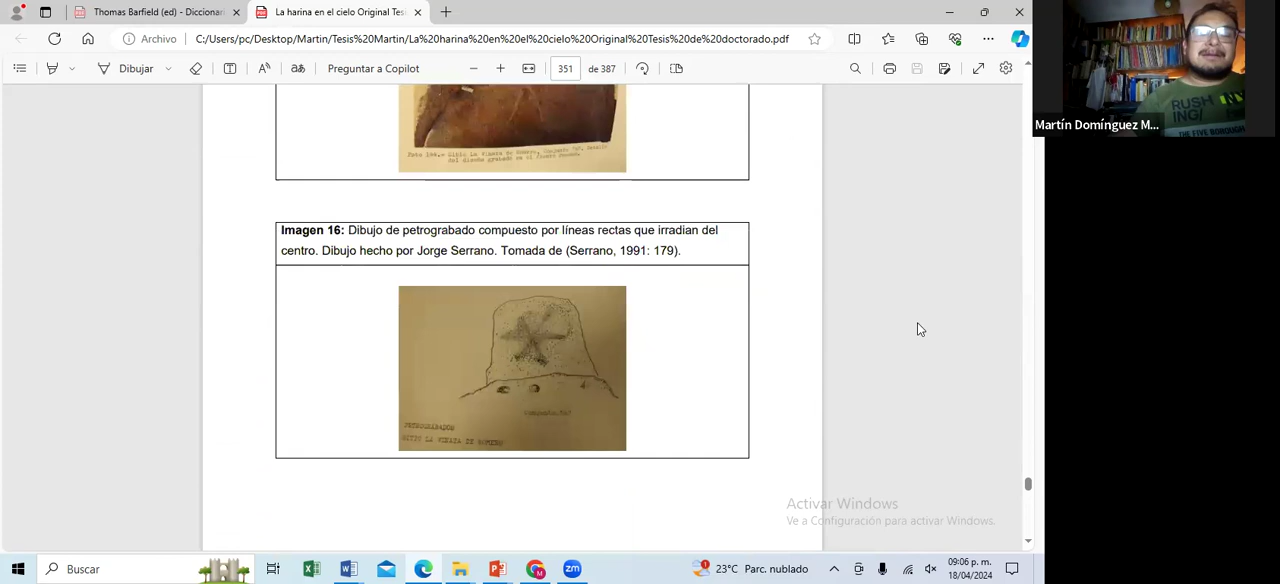 Thomas Barfield (ed) - Diccionari
La harina en el cielo Original Tesi
Archivo
C:/Users/pc/Desktop/Martin/Tesis%20Martin/La%20harina%20en%20el%20cielo%20Original%20Tesis%20de%20doctorado.pdf
Dibujar
Preguntar a Copilot
351
de 387
Martín Domínguez M...
Imagen 16: Dibujo de petrograbado compuesto por líneas rectas que irradian del
centro. Dibujo hecho por Jorge Serrano. Tomada de (Serrano, 1991: 179).
PETROGRABADOS
Activar Windows
Ve a Configuración para activar Windows.
Buscar
23°C Parc. nublado
09:06 p. m.
18/04/2024